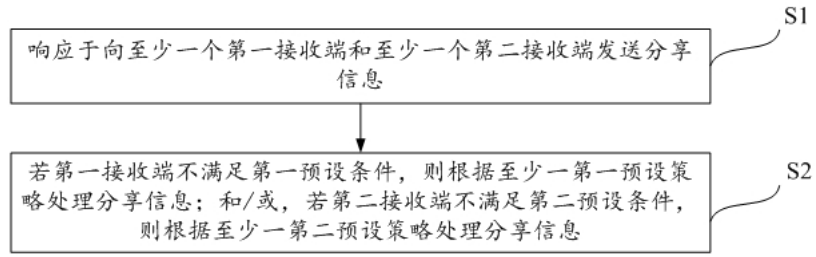 S1
响应于向至少一个第一接收端和至少一个第二接收端发送分享
信息
S2
若第一接收端不满足第一预设条件，则根据至少一第一预设策
略处理分享信息；和/或，若第二接收端不满足第二预设条件，
则根据至少一第二预设策略处理分享信息